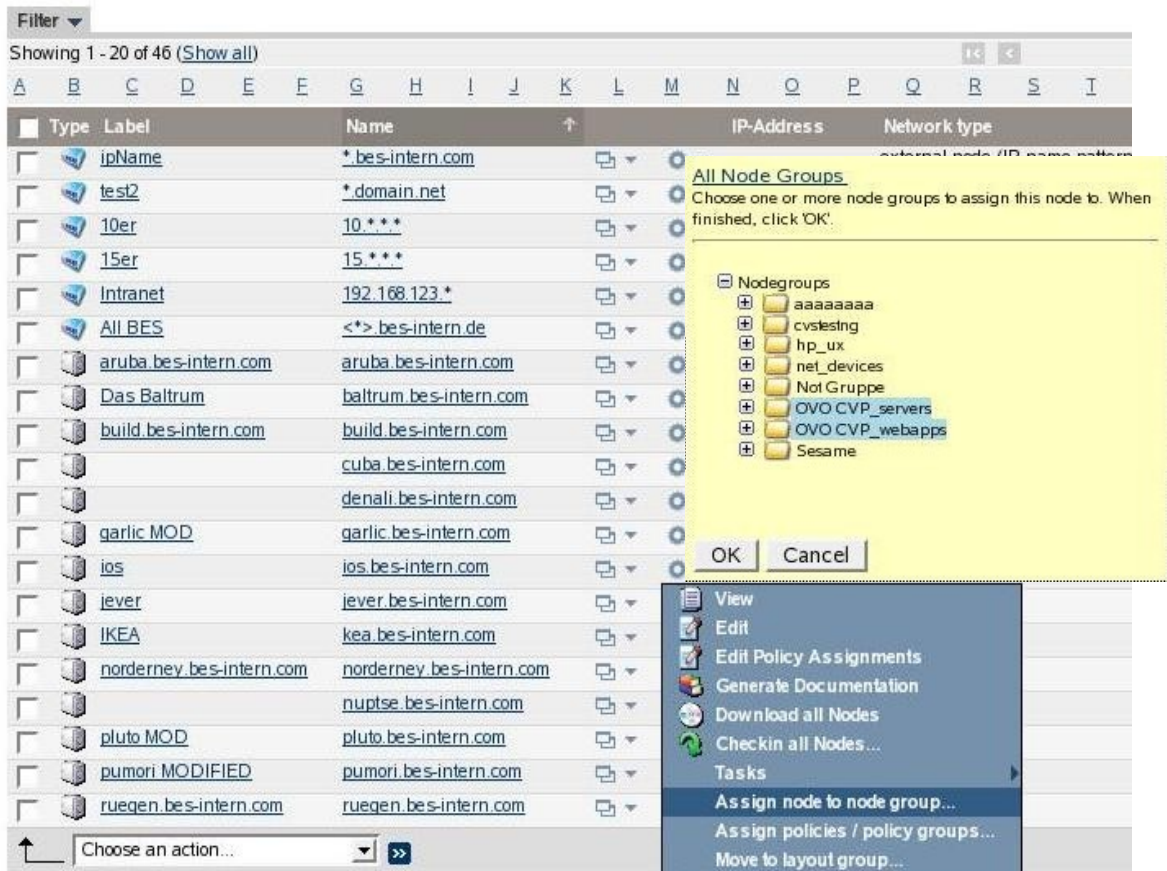 Filter
Showing 1 - 20 of 46 (Show all)
A B C D E F G H I J K L M N O P Q R S T
Type Label Name IP-Address Network type
ipName *.bes-intern.com external node (IP name pattern
test2 *.domain.net
10er 10.*.*.*
15er 15.*.*.*
Intranet 192.168.123.*
All BES <*>.bes-intern.de
aruba.bes-intern.com aruba.bes-intern.com
Das Baltrum baltrum.bes-intern.com
build.bes-intern.com build.bes-intern.com
cuba.bes-intern.com
denali.bes-intern.com
garlic MOD garlic.bes-intern.com
ios ios.bes-intern.com
jever jever.bes-intern.com
IKEA kea.bes-intern.com
norderney.bes-intern.com norderney.bes-intern.com
nuptse.bes-intern.com
pluto MOD pluto.bes-intern.com
pumori MODIFIED pumori.bes-intern.com
ruegen.bes-intern.com ruegen.bes-intern.com
Choose an action...
All Node Groups
Choose one or more node groups to assign this node to. When
finished, click 'OK'.
Nodegroups
aaaaaaaa
cvstestng
hp_ux
net_devices
Not Gruppe
OVO CVP_servers
OVO CVP_webapps
Sesame
OK Cancel
View
Edit
Edit Policy Assignments
Generate Documentation
Download all Nodes
Checkin all Nodes...
Tasks
Assign node to node group...
Assign policies / policy groups...
Move to layout group...